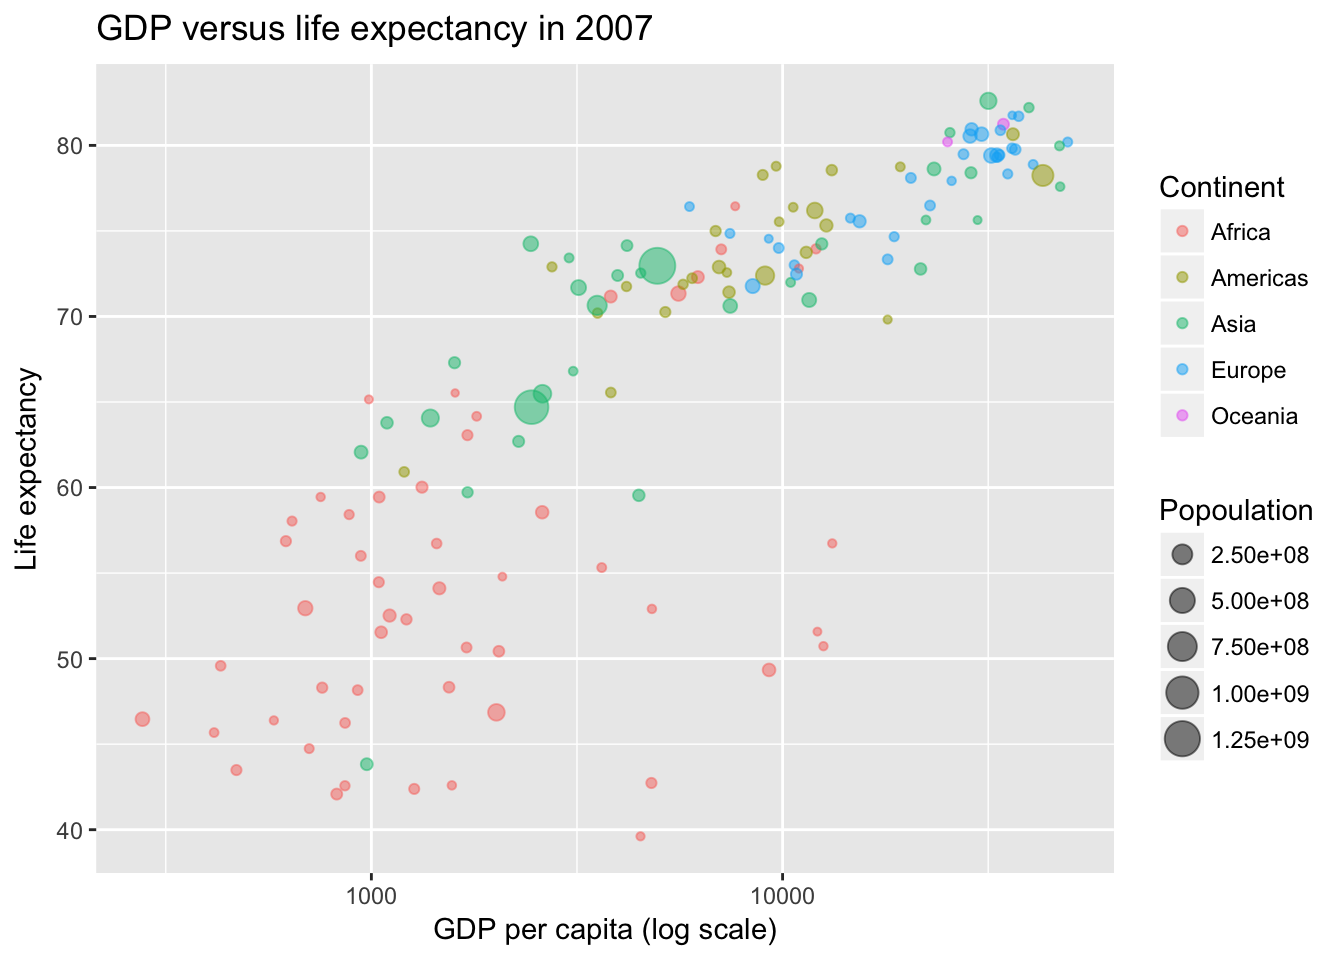 GDP versus life expectancy in 2007
80
70
60
50
40
Life expectancy
1000
10000
GDP per capita (log scale)
Continent
Africa
Americas
Asia
Europe
Oceania
Popoulation
2.50e+08
5.00e+08
7.50e+08
1.00e+09
1.25e+09